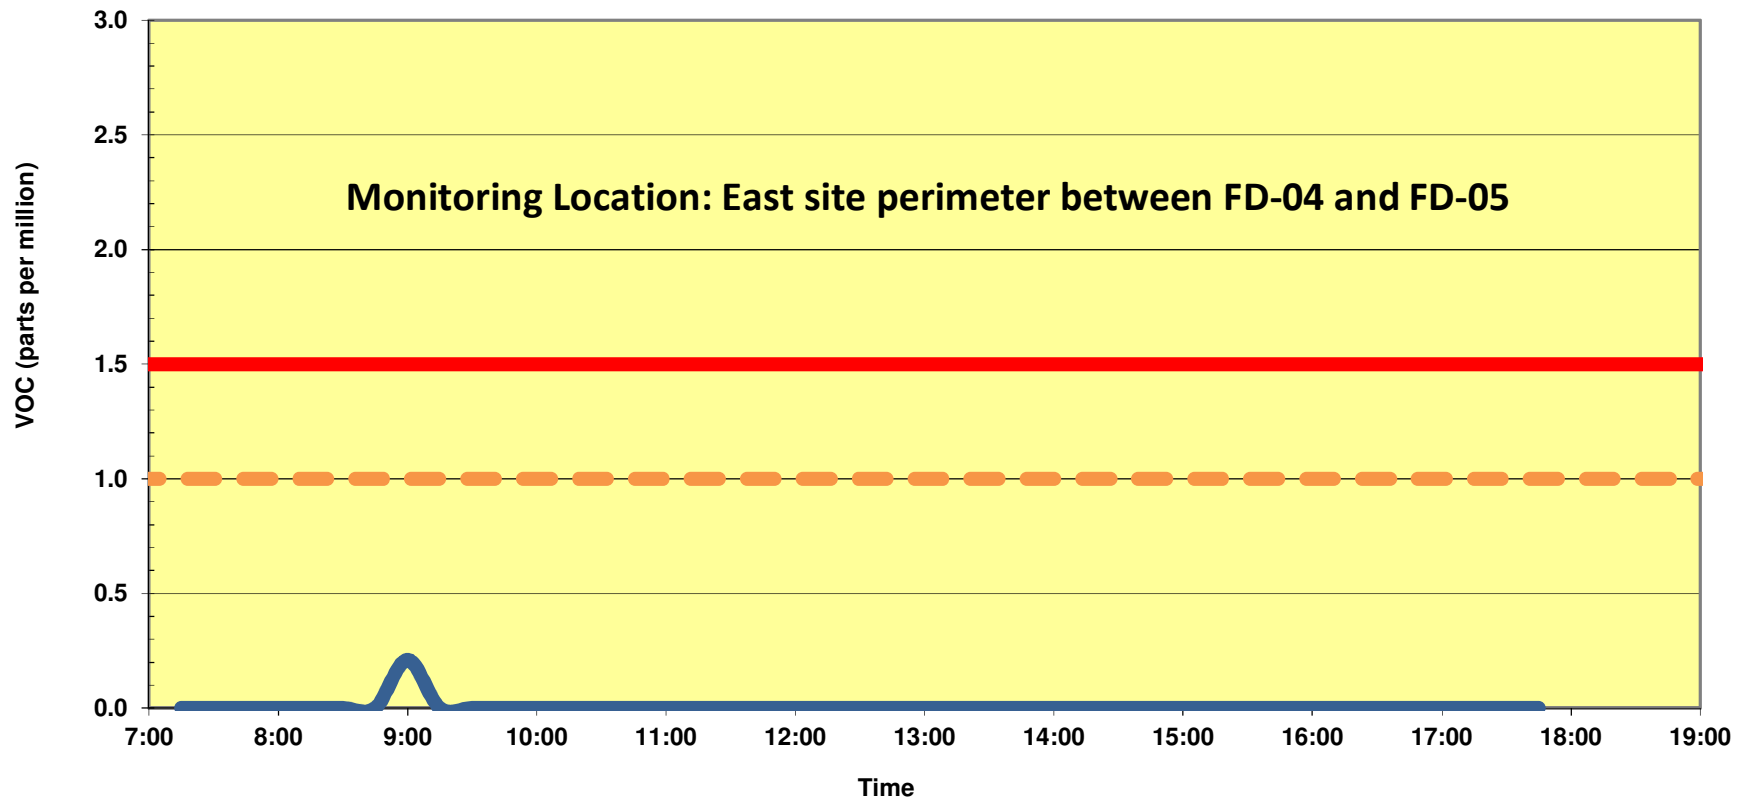 3.0
2.5
2.0
1.5
1.0
0.5
0.0
VOC (parts per million)
Monitoring Location: East site perimeter between FD-04 and FD-05
7:00 8:00 9:00 10:00 11:00 12:00 13:00 14:00 15:00 16:00 17:00 18:00 19:00
Time